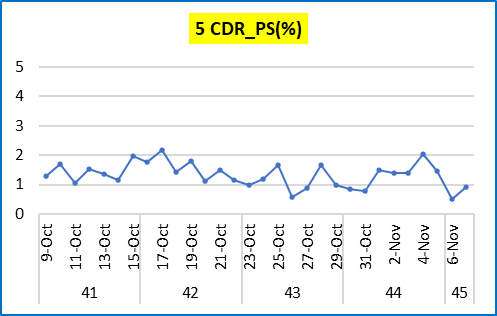 5 CDR_PS(%)
5
4
3
2
1
0
9-Oct
11-Oct
13-Oct
15-Oct
17-Oct
19-Oct
21-Oct
23-Oct
25-Oct
27-Oct
29-Oct
31-Oct
2-Nov
4-Nov
6-Nov
41 42 43 44 45